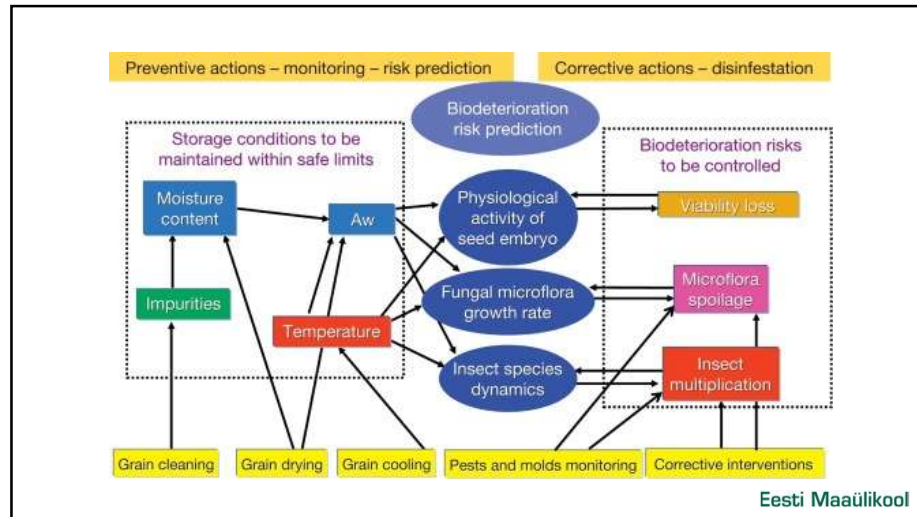 Preventive actions – monitoring – risk prediction
Corrective actions – disinfestation
Biodeterioration
risk prediction
Storage conditions to be
maintained within safe limits
Biodeterioration risks
to be controlled
Moisture
content
Aw
Physiological
activity of
seed embryo
Viability loss
Impurities
Temperature
Fungal microflora
growth rate
Microflora
spoilage
Insect species
dynamics
Insect
multiplication
Grain cleaning
Grain drying
Grain cooling
Pests and molds monitoring
Corrective interventions
Eesti Maaülikool